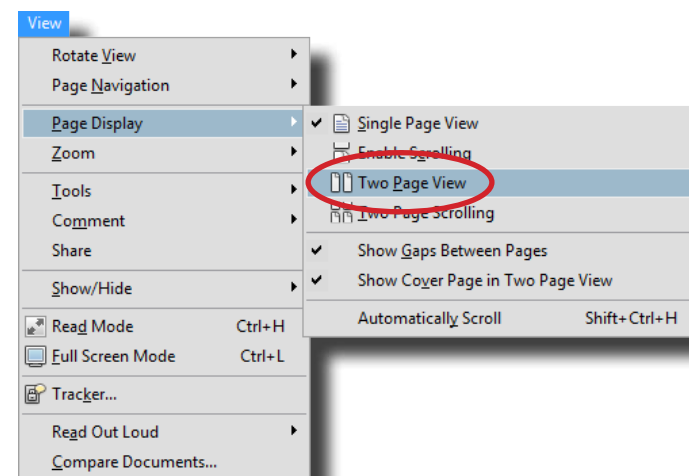 View
Rotate View
Page Navigation
Page Display
Zoom
Tools
Comment
Share
Show/Hide
Read Mode Ctrl+H
Full Screen Mode Ctrl+L
Tracker...
Read Out Loud
Compare Documents...
Single Page View
Enable Scrolling
Two Page View
Two Page Scrolling
Show Gaps Between Pages
Show Cover Page in Two Page View
Automatically Scroll Shift+Ctrl+H